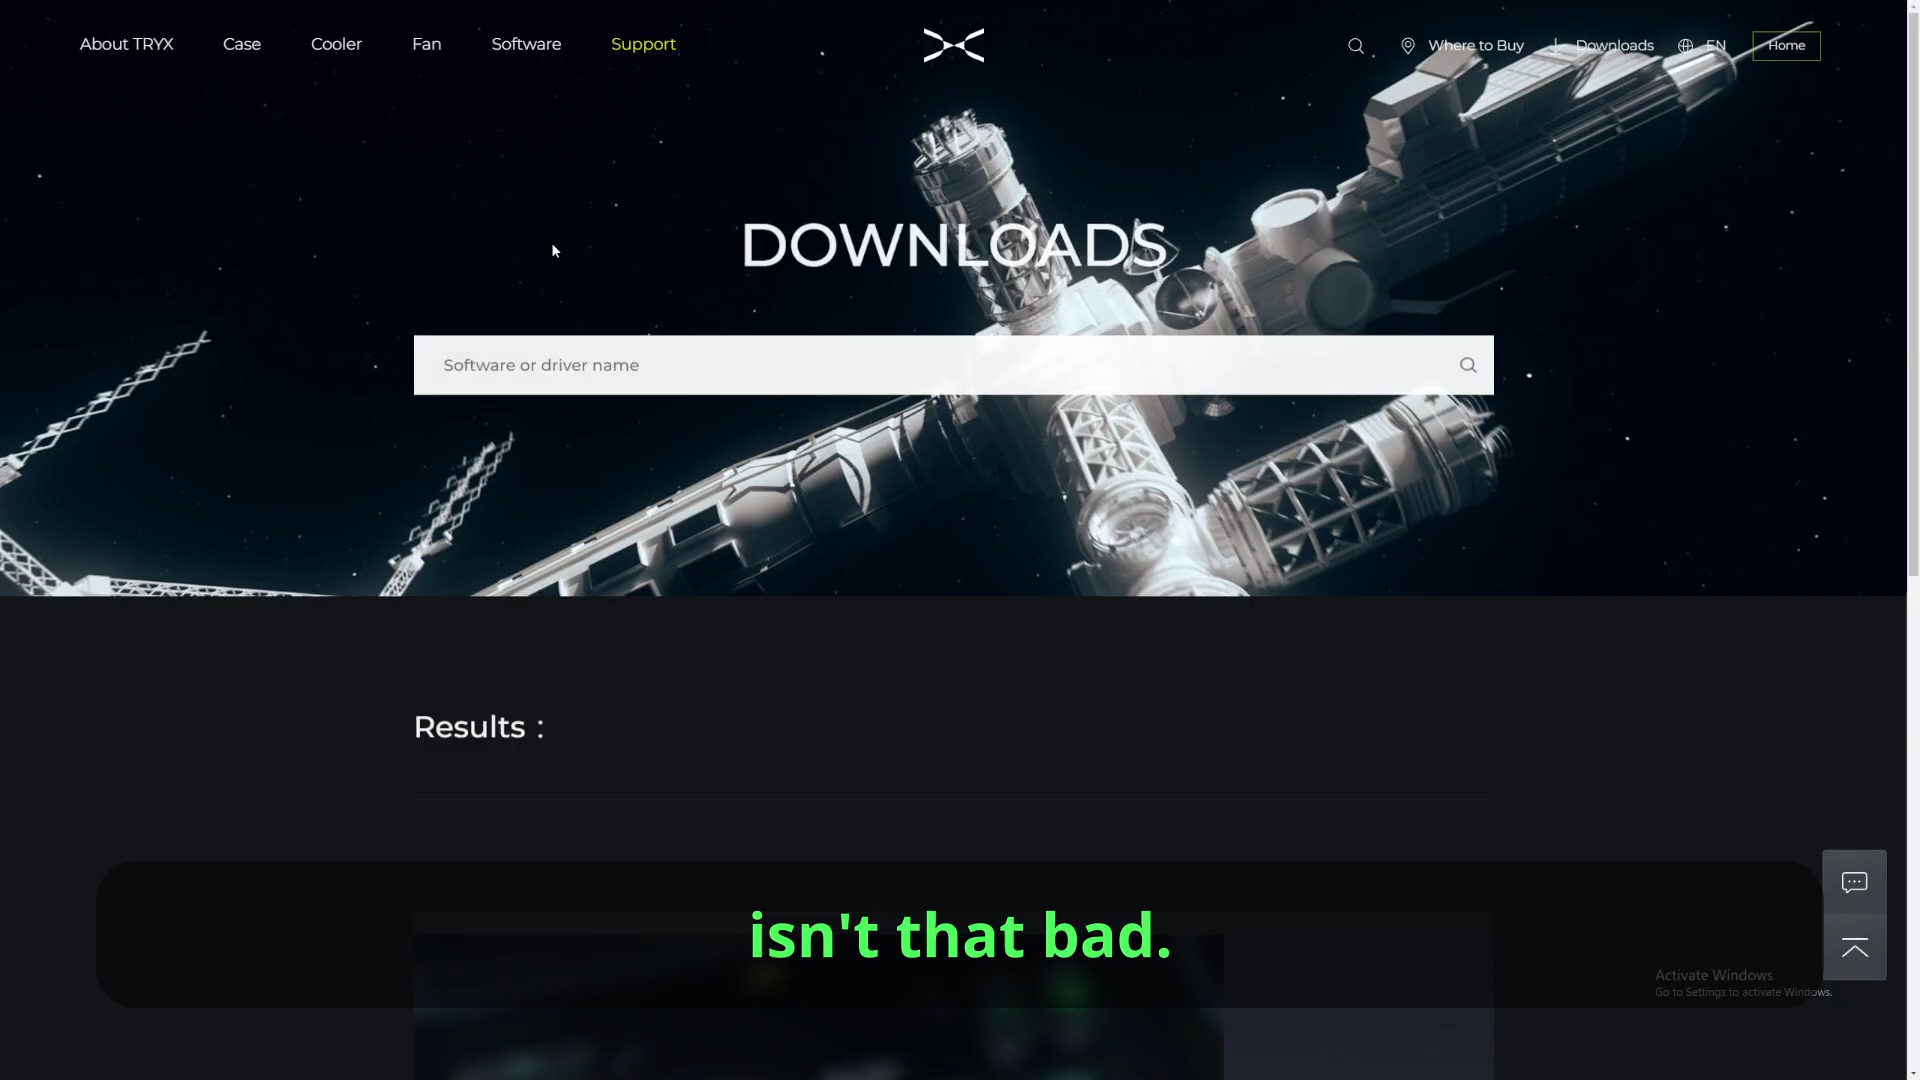 About TRYX
Case
Cooler
Fan
Software
Support
Where to Buy
Downloads
EN
Home
DOWNLOADS
Software or driver name
Results :
isn't that bad.
Activate Windows
Go to Settings to activate Windows.